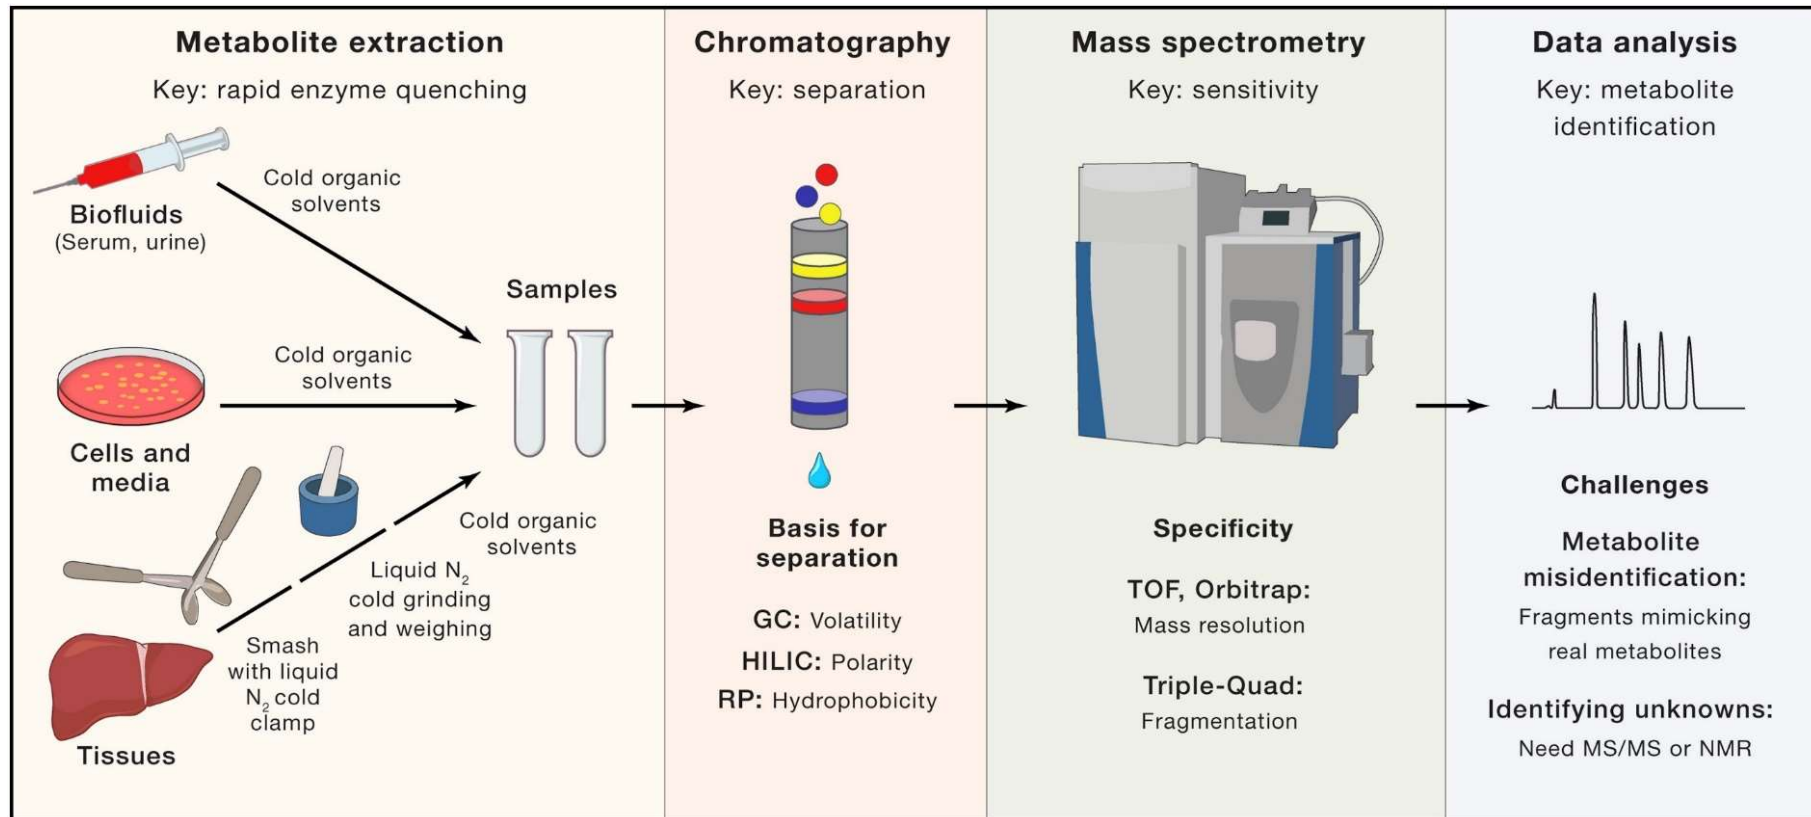 Metabolite extraction
Key: rapid enzyme quenching
Biofluids
(Serum, urine)
Cold organic
solvents
Cells and
media
Cold organic
solvents
Tissues
Smash
with liquid
N₂ cold
clamp
Liquid N₂
cold grinding
and weighing
Cold organic
solvents
Samples
Chromatography
Key: separation
Basis for
separation
GC: Volatility
HILIC: Polarity
RP: Hydrophobicity
Mass spectrometry
Key: sensitivity
Specificity
TOF, Orbitrap:
Mass resolution
Triple-Quad:
Fragmentation
Data analysis
Key: metabolite
identification
Challenges
Metabolite
misidentification:
Fragments mimicking
real metabolites
Identifying unknowns:
Need MS/MS or NMR